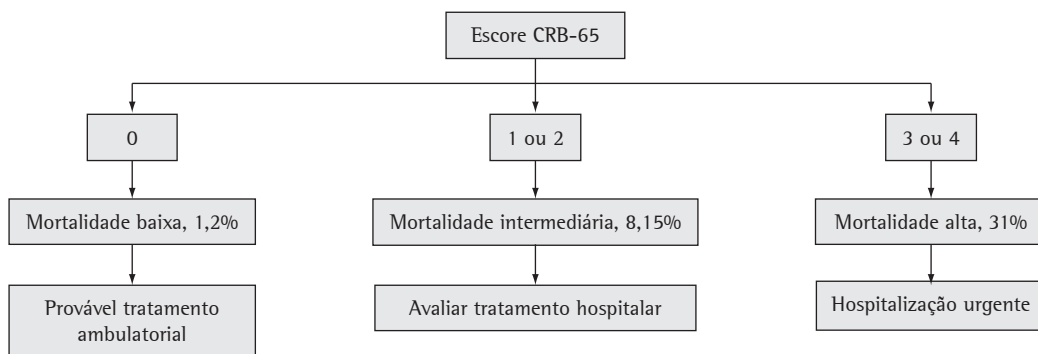 Escore CRB-65
0
1 ou 2
3 ou 4
Mortalidade baixa, 1,2%
Mortalidade intermediária, 8,15%
Mortalidade alta, 31%
Provável tratamento
ambulatorial
Avaliar tratamento hospitalar
Hospitalização urgente